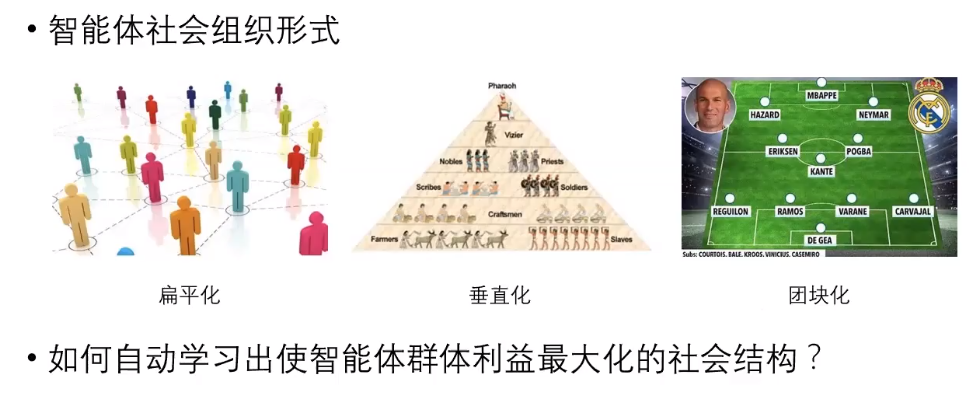 • 智能体社会组织形式
Pharaoh
Vizier
Nobles
Priests
Scribes
Soldiers
Craftsmen
Farmers
Slaves
MBAPPE
HAZARD
NEYMAR
ERIKSEN
POGBA
KANTE
REGUILON
RAMOS
VARANE
CARVAJAL
DE GEA
Subs: COURTOIS, BALE, KROOS, VINICIUS, CASEMIRO
扁平化
垂直化
团块化
• 如何自动学习出使智能体群体利益最大化的社会结构？